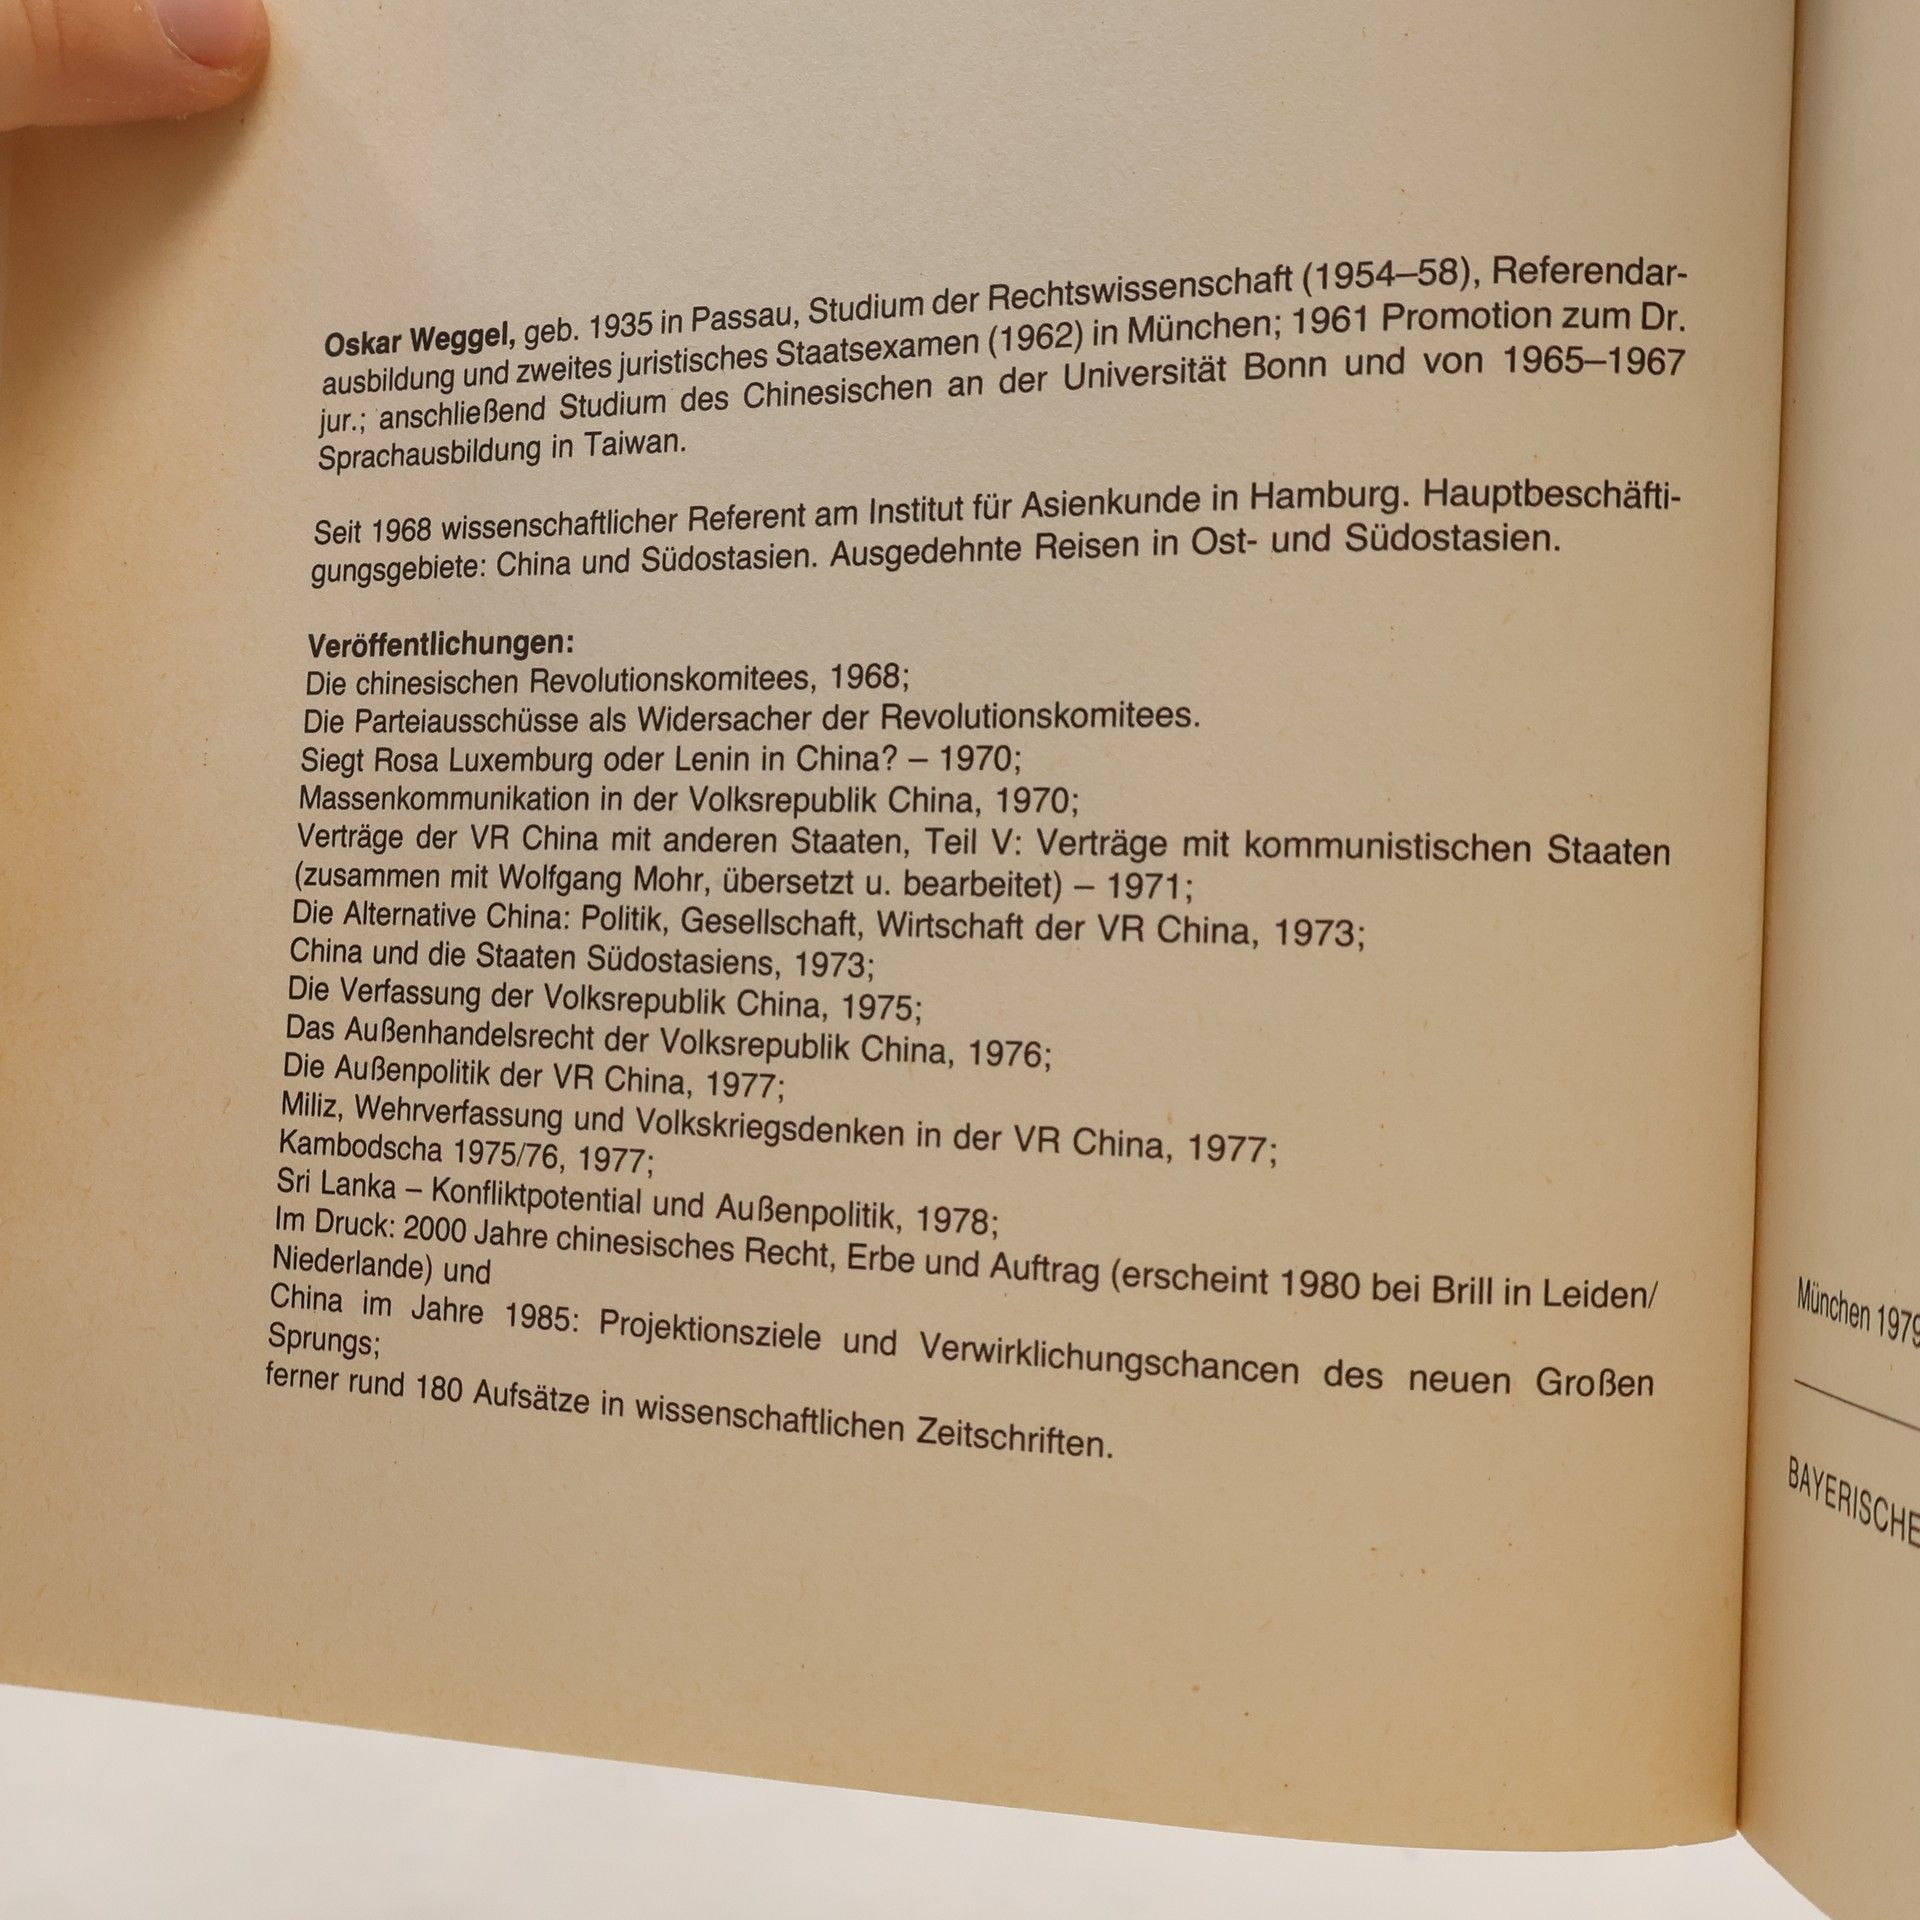 Oskar Weggel, geb. 1935 in Passau, Studium der Rechtswissenschaft (1954–58), Referendar-
ausbildung und zweites juristisches Staatsexamen (1962) in München; 1961 Promotion zum Dr.
jur.; anschließend Studium des Chinesischen an der Universität Bonn und von 1965–1967
Sprachausbildung in Taiwan.
Seit 1968 wissenschaftlicher Referent am Institut für Asienkunde in Hamburg. Hauptbeschäfti-
gungsgebiete: China und Südostasien. Ausgedehnte Reisen in Ost- und Südostasien.
Veröffentlichungen:
Die chinesischen Revolutionskomitees, 1968;
Die Parteiausschüsse als Widersacher der Revolutionskomitees.
Siegt Rosa Luxemburg oder Lenin in China? – 1970;
Massenkommunikation in der Volksrepublik China, 1970;
Verträge der VR China mit anderen Staaten, Teil V: Verträge mit kommunistischen Staaten
(zusammen mit Wolfgang Mohr, übersetzt u. bearbeitet) – 1971;
Die Alternative China: Politik, Gesellschaft, Wirtschaft der VR China, 1973;
China und die Staaten Südostasiens, 1973;
Die Verfassung der Volksrepublik China, 1975;
Das Außenhandelsrecht der Volksrepublik China, 1976;
Die Außenpolitik der VR China, 1977;
Miliz, Wehrverfassung und Volkskriegsdenken in der VR China, 1977;
Kambodscha 1975/76, 1977;
Sri Lanka – Konfliktpotential und Außenpolitik, 1978;
Im Druck: 2000 Jahre chinesisches Recht, Erbe und Auftrag (erscheint 1980 bei Brill in Leiden/
Niederlande) und
China im Jahre 1985: Projektionsziele und Verwirklichungschancen des neuen Großen
Sprungs;
ferner rund 180 Aufsätze in wissenschaftlichen Zeitschriften.
München 1979
BAYERISCHE